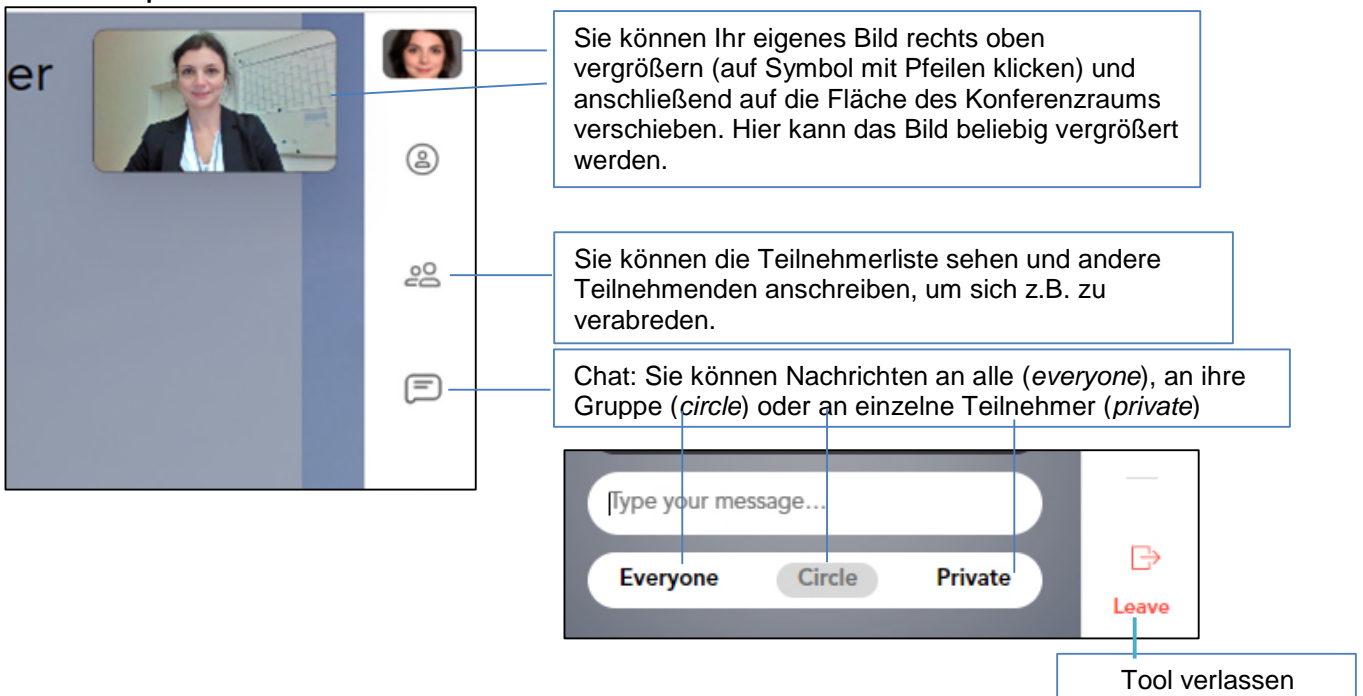 er
Sie können Ihr eigenes Bild rechts oben
vergrößern (auf Symbol mit Pfeilen klicken) und
anschließend auf die Fläche des Konferenzraums
verschieben. Hier kann das Bild beliebig vergrößert
werden.
Sie können die Teilnehmerliste sehen und andere
Teilnehmenden anschreiben, um sich z.B. zu
verabreden.
Chat: Sie können Nachrichten an alle (everyone), an ihre
Gruppe (circle) oder an einzelne Teilnehmer (private)
Type your message...
Everyone Circle Private
Leave
Tool verlassen